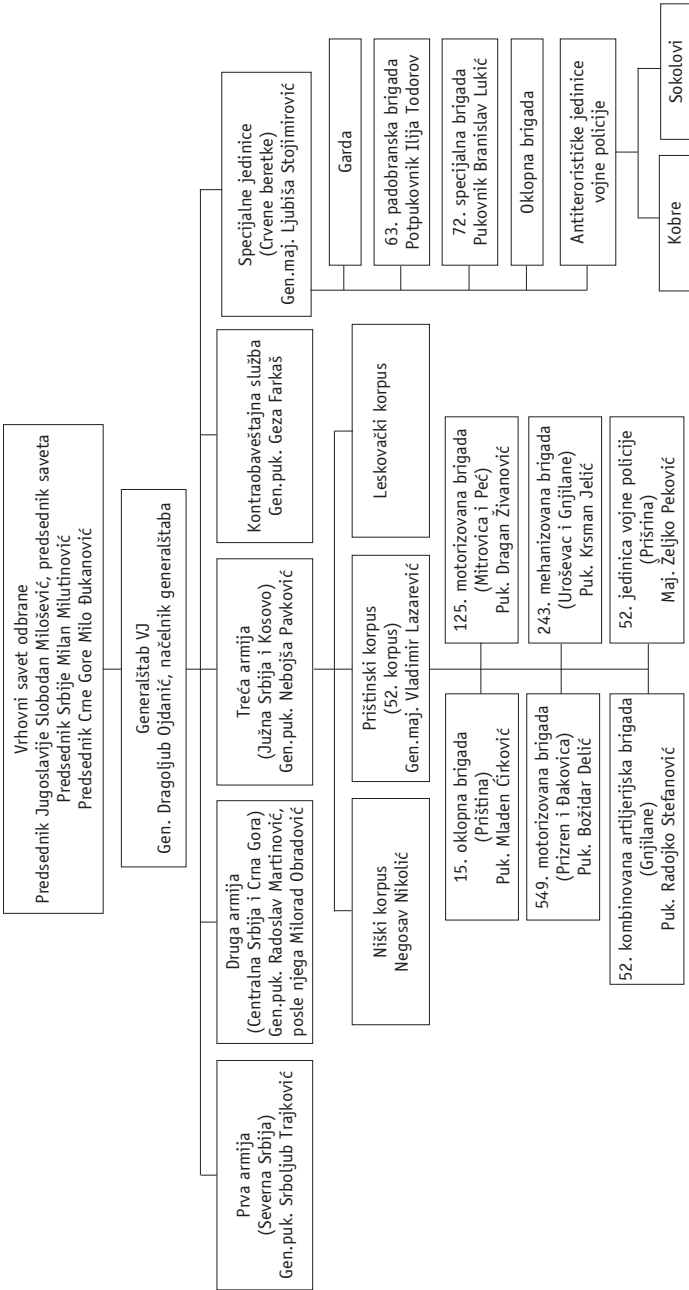 Vrhovni savet odbrane
Predsednik Jugoslavije Slobodan Milošević, predsednik saveta
Predsednik Srbije Milan Milutinović
Predsednik Crne Gore Milo Đukanović
Generalštab VJ
Gen. Dragoljub Ojdanić, načelnik generalštaba
Prva armija
(Severna Srbija)
Gen.puk. Srboljub Trajković
Druga armija
(Centralna Srbija i Crna Gora)
Gen.puk. Radoslav Martinović,
posle njega Milorad Obradović
Treća armija
(Južna Srbija i Kosovo)
Gen.puk. Nebojša Pavković
Kontraobaveštajna služba
Gen.puk. Geza Farkaš
Specijalne jedinice
(Crvene beretke)
Gen.maj. Ljubiša Stojimirović
Niški korpus
Negosav Nikolić
Prištinski korpus
(52. korpus)
Gen.maj. Vladimir Lazarević
Leskovački korpus
15. oklopna brigada
(Priština)
Puk. Mladen Ćirković
125. motorizovana brigada
(Mitrovica i Peć)
Puk. Dragan Živanović
549. motorizovana brigada
(Prizren i Đakovica)
Puk. Božidar Delić
243. mehanizovana brigada
(Uroševac i Gnjilane)
Puk. Krsman Jelić
52. kombinovana artiljerijska brigada
(Gnjilane)
Puk. Radojko Stefanović
52. jedinica vojne policije
(Prišrina)
Maj. Željko Peković
Garda
63. padobranska brigada
Potpukovnik Ilija Todorov
72. specijalna brigada
Pukovnik Branislav Lukić
Oklopna brigada
Antiterorističke jedinice
vojne policije
Kobre
Sokolovi